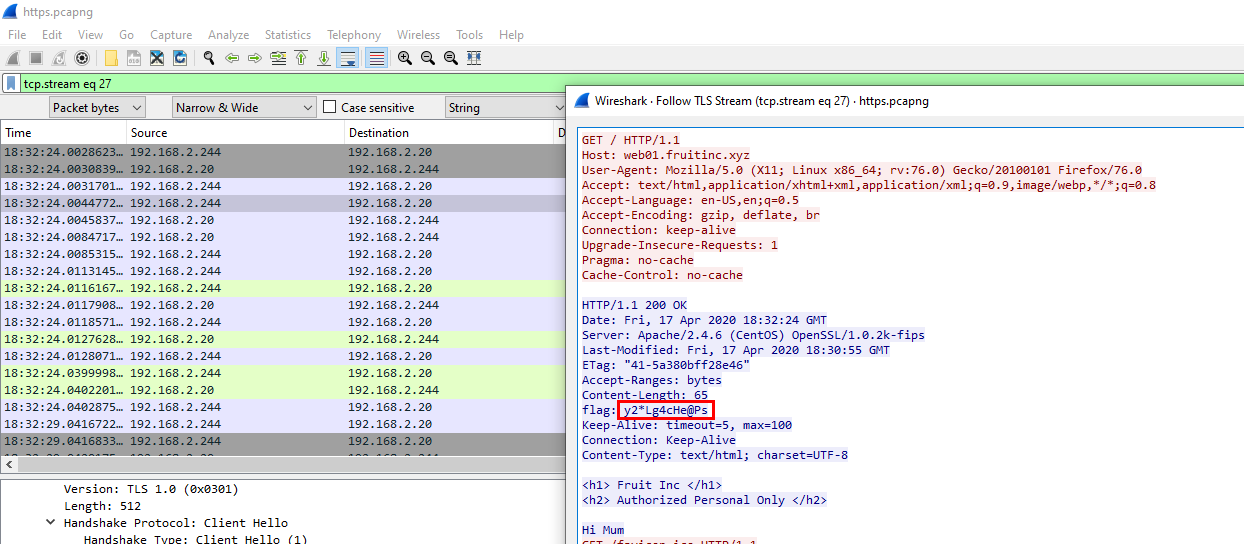 https.pcapng
File Edit View Go Capture Analyze Statistics Telephony Wireless Tools Help
tcp.stream eq 27
Packet bytes Narrow & Wide Case sensitive String
Time Source Destination D
18:32:24.0028623… 192.168.2.244 192.168.2.20
18:32:24.0030839… 192.168.2.20 192.168.2.244
18:32:24.0031701… 192.168.2.244 192.168.2.20
18:32:24.0044772… 192.168.2.244 192.168.2.20
18:32:24.0045837… 192.168.2.20 192.168.2.244
18:32:24.0084717… 192.168.2.20 192.168.2.244
18:32:24.0085315… 192.168.2.244 192.168.2.20
18:32:24.0113145… 192.168.2.244 192.168.2.20
18:32:24.0116167… 192.168.2.20 192.168.2.244
18:32:24.0117908… 192.168.2.20 192.168.2.244
18:32:24.0118571… 192.168.2.244 192.168.2.20
18:32:24.0127628… 192.168.2.20 192.168.2.244
18:32:24.0128071… 192.168.2.244 192.168.2.20
18:32:24.0399998… 192.168.2.244 192.168.2.20
18:32:24.0402201… 192.168.2.20 192.168.2.244
18:32:24.0402875… 192.168.2.244 192.168.2.20
18:32:29.0416722… 192.168.2.20 192.168.2.244
18:32:29.0416833… 192.168.2.244 192.168.2.20
Version: TLS 1.0 (0x0301)
Length: 512
Handshake Protocol: Client Hello
Handshake Type: Client Hello (1)
Wireshark · Follow TLS Stream (tcp.stream eq 27) · https.pcapng
GET / HTTP/1.1
Host: web01.fruitinc.xyz
User-Agent: Mozilla/5.0 (X11; Linux x86_64; rv:76.0) Gecko/20100101 Firefox/76.0
Accept: text/html,application/xhtml+xml,application/xml;q=0.9,image/webp,*/*;q=0.8
Accept-Language: en-US,en;q=0.5
Accept-Encoding: gzip, deflate, br
Connection: keep-alive
Upgrade-Insecure-Requests: 1
Pragma: no-cache
Cache-Control: no-cache
HTTP/1.1 200 OK
Date: Fri, 17 Apr 2020 18:32:24 GMT
Server: Apache/2.4.6 (CentOS) OpenSSL/1.0.2k-fips
Last-Modified: Fri, 17 Apr 2020 18:30:55 GMT
ETag: "41-5a380bff28e46"
Accept-Ranges: bytes
Content-Length: 65
flag: y2*Lg4cHe@Ps
Keep-Alive: timeout=5, max=100
Connection: Keep-Alive
Content-Type: text/html; charset=UTF-8
<h1> Fruit Inc </h1>
<h2> Authorized Personal Only </h2>
Hi Mum
GET /favicon.ico HTTP/1.1